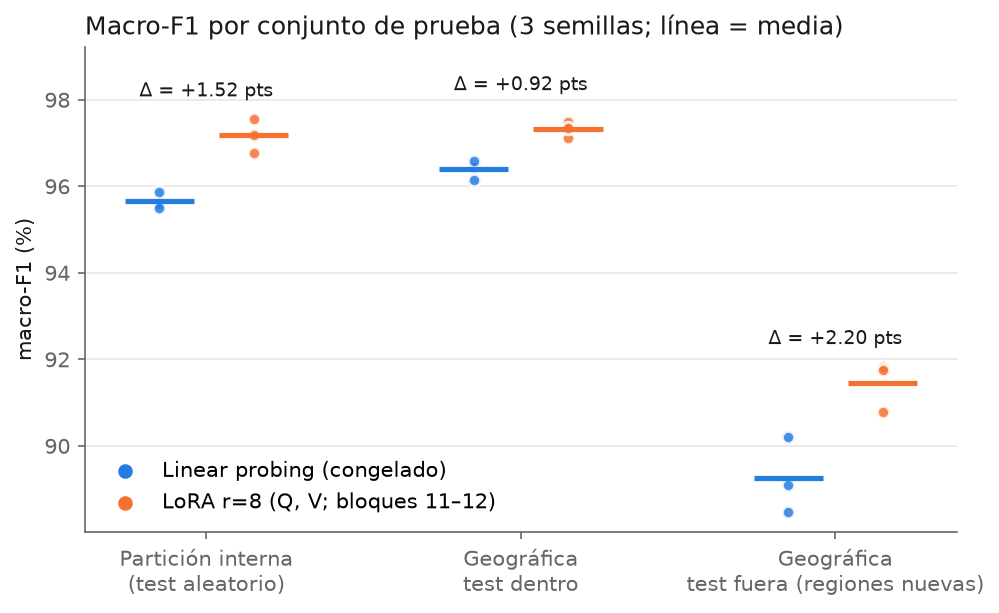 Macro-F1 por conjunto de prueba (3 semillas; línea = media)
Δ = +1.52 pts
Δ = +0.92 pts
Δ = +2.20 pts
macro-F1 (%)
98
96
94
92
90
Linear probing (congelado)
LoRA r=8 (Q, V; bloques 11–12)
Partición interna
(test aleatorio)
Geográfica
test dentro
Geográfica
test fuera (regiones nuevas)